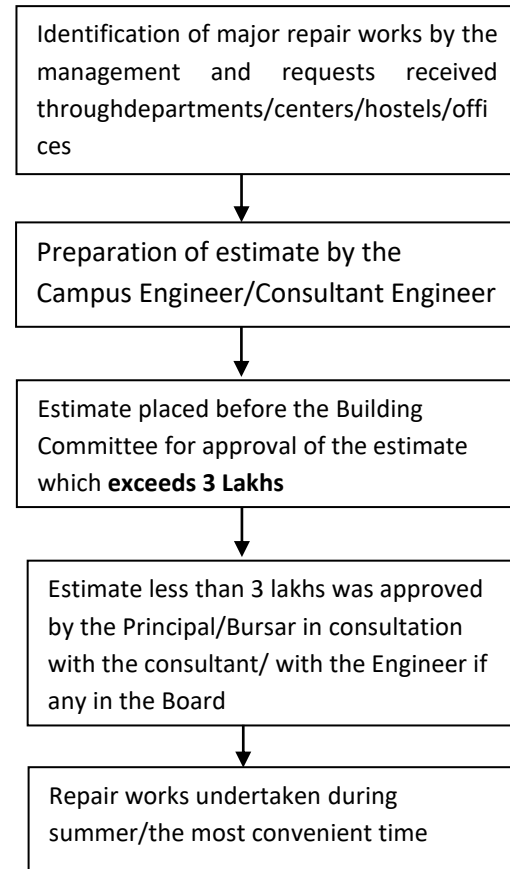 Identification of major repair works by the
management and requests received
throughdepartments/centers/hostels/offi
ces
Preparation of estimate by the
Campus Engineer/Consultant Engineer
Estimate placed before the Building
Committee for approval of the estimate
which exceeds 3 Lakhs
Estimate less than 3 lakhs was approved
by the Principal/Bursar in consultation
with the consultant/ with the Engineer if
any in the Board
Repair works undertaken during
summer/the most convenient time